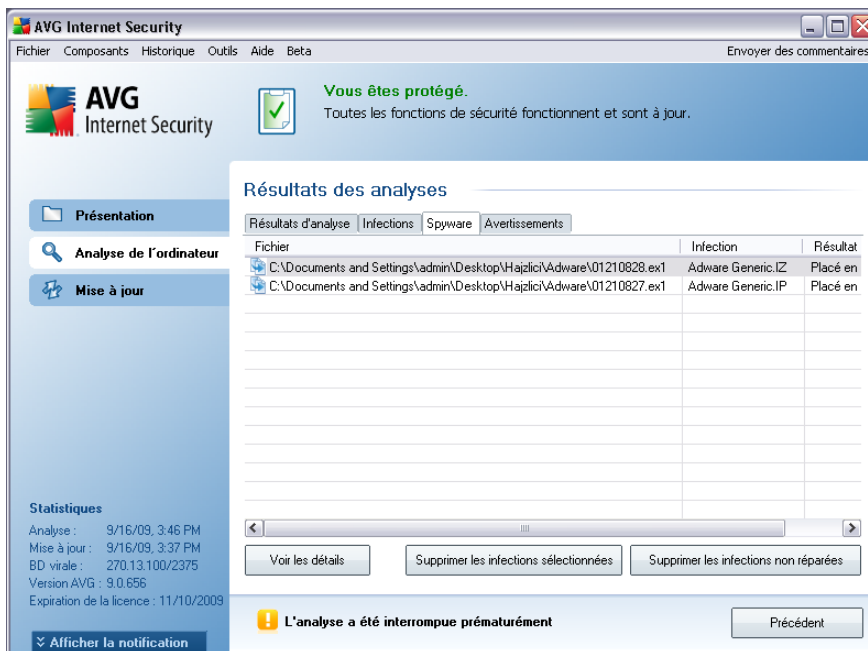 AVG Internet Security
Fichier Composants Historique Outils Aide Beta Envoyer des commentaires
AVG
Internet Security
Vous êtes protégé.
Toutes les fonctions de sécurité fonctionnent et sont à jour.
Présentation
Analyse de l'ordinateur
Mise à jour
Résultats des analyses
Résultats d'analyse Infections Spyware Avertissements
Fichier Infection Résultat
C:\Documents and Settings\admin\Desktop\Hajzlici\Adware\01210828.ex1 Adware Generic.IZ Placé en
C:\Documents and Settings\admin\Desktop\Hajzlici\Adware\01210827.ex1 Adware Generic.IP Placé en
Statistiques
Analyse : 9/16/09, 3:46 PM
Mise à jour : 9/16/09, 3:37 PM
BD virale : 270.13.100/2375
Version AVG : 9.0.656
Expiration de la licence : 11/10/2009
Afficher la notification
Voir les détails Supprimer les infections sélectionnées Supprimer les infections non réparées
L'analyse a été interrompue prématurément
Précédent